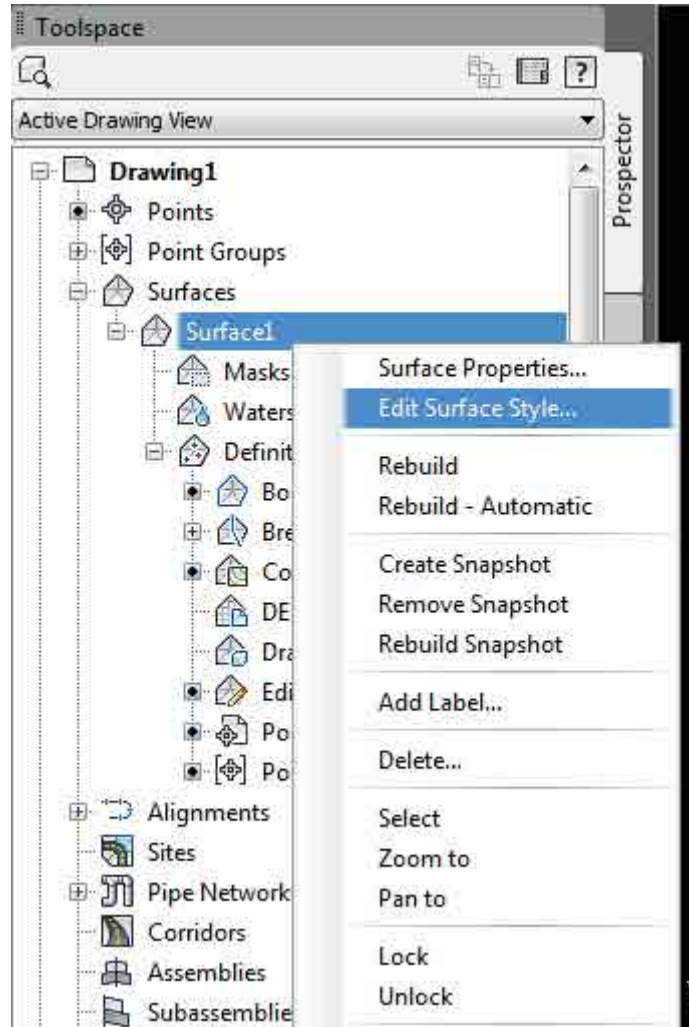 Toolspace
Active Drawing View
Prospector
Drawing1
Points
Point Groups
Surfaces
Surface1
Masks
Waters
Definit
Bo
Bre
Co
DE
Dra
Edi
Po
Po
Alignments
Sites
Pipe Network
Corridors
Assemblies
Subassemblie
Surface Properties...
Edit Surface Style...
Rebuild
Rebuild - Automatic
Create Snapshot
Remove Snapshot
Rebuild Snapshot
Add Label...
Delete...
Select
Zoom to
Pan to
Lock
Unlock